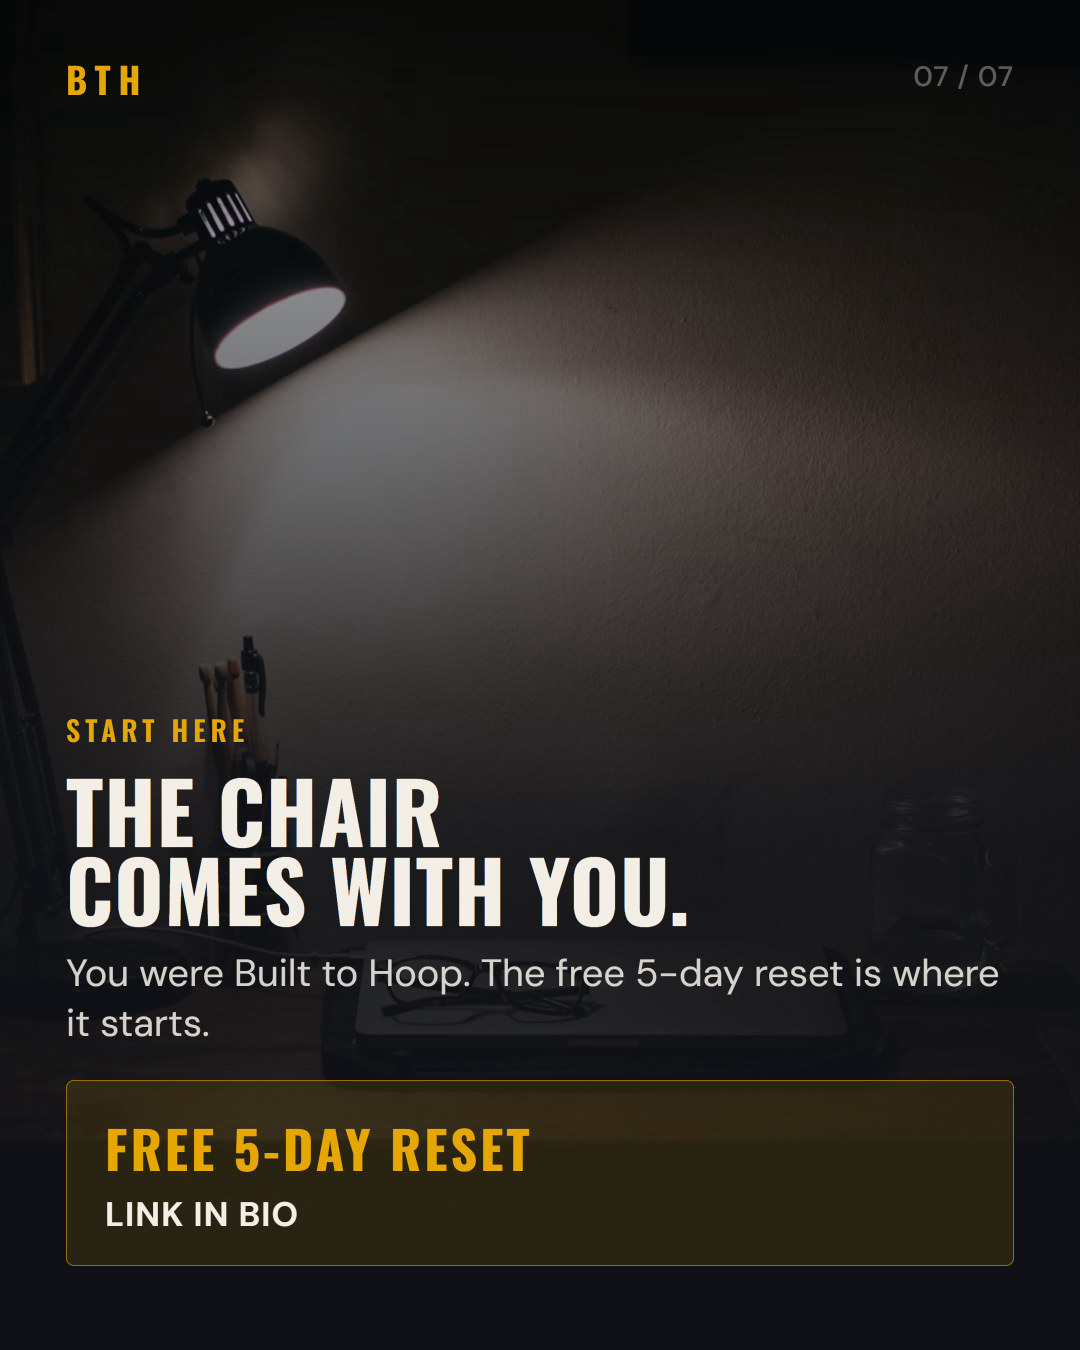 BTH
07 / 07
START HERE
THE CHAIR
COMES WITH YOU.
You were Built to Hoop. The free 5-day reset is where
it starts.
FREE 5-DAY RESET
LINK IN BIO